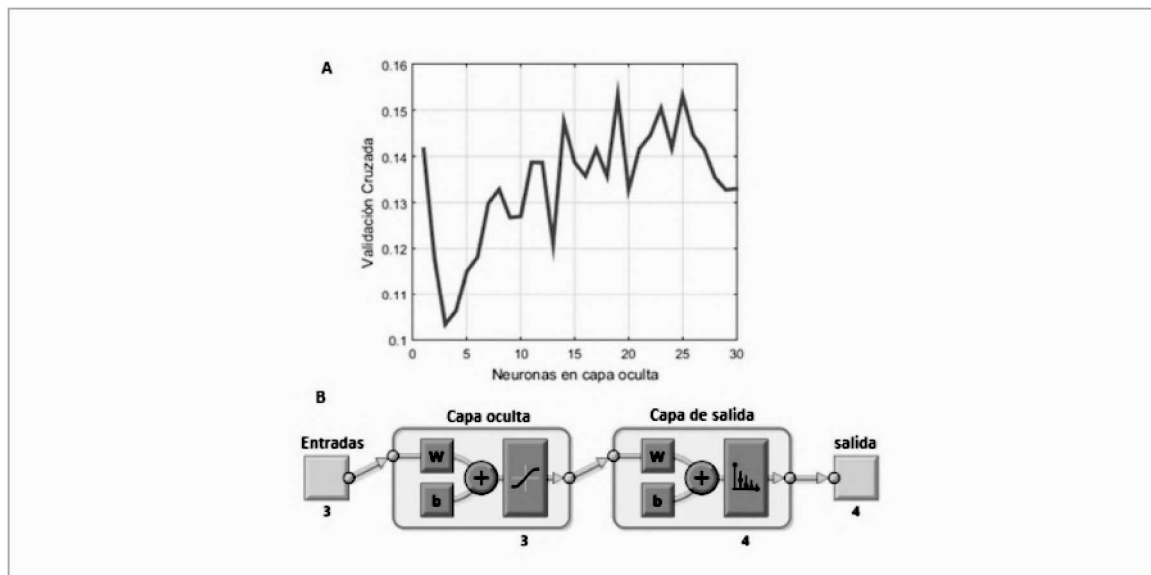 A
0.16
0.15
0.14
0.13
0.12
0.11
0.1
Validación Cruzada
0 5 10 15 20 25 30
Neuronas en capa oculta
B
Capa oculta Capa de salida
Entradas salida
W W
b b
3 3 4 4